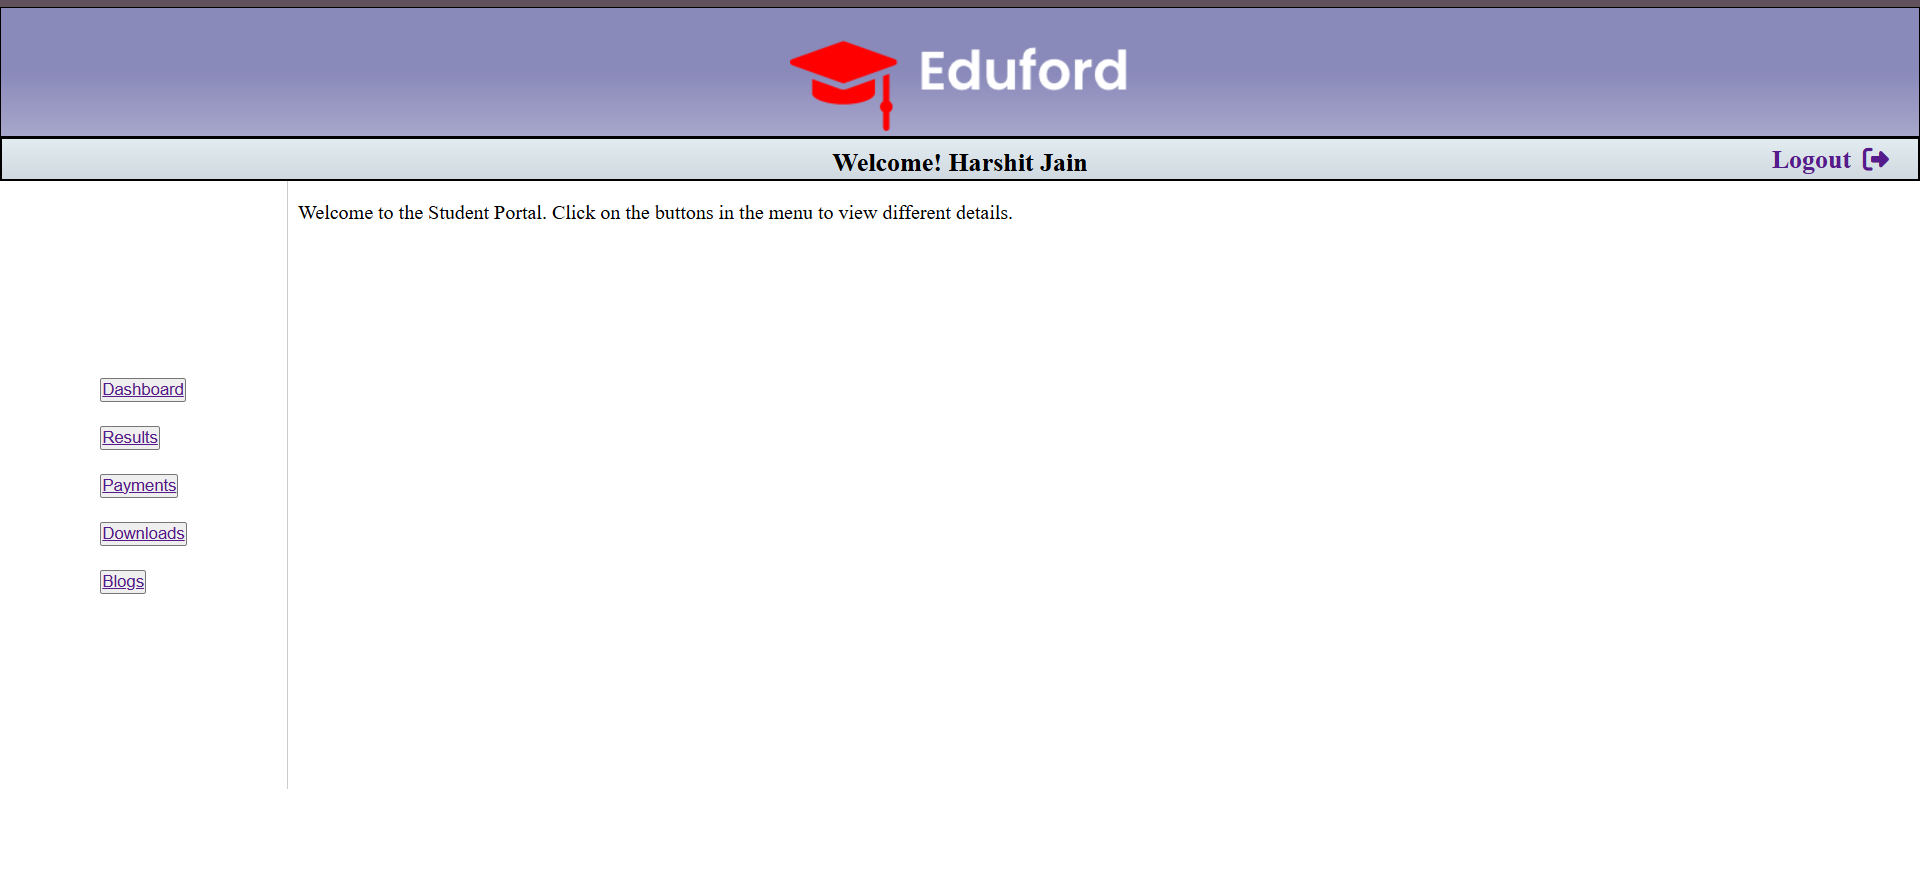 Eduford
Welcome! Harshit Jain
Logout
Welcome to the Student Portal. Click on the buttons in the menu to view different details.
Dashboard
Results
Payments
Downloads
Blogs